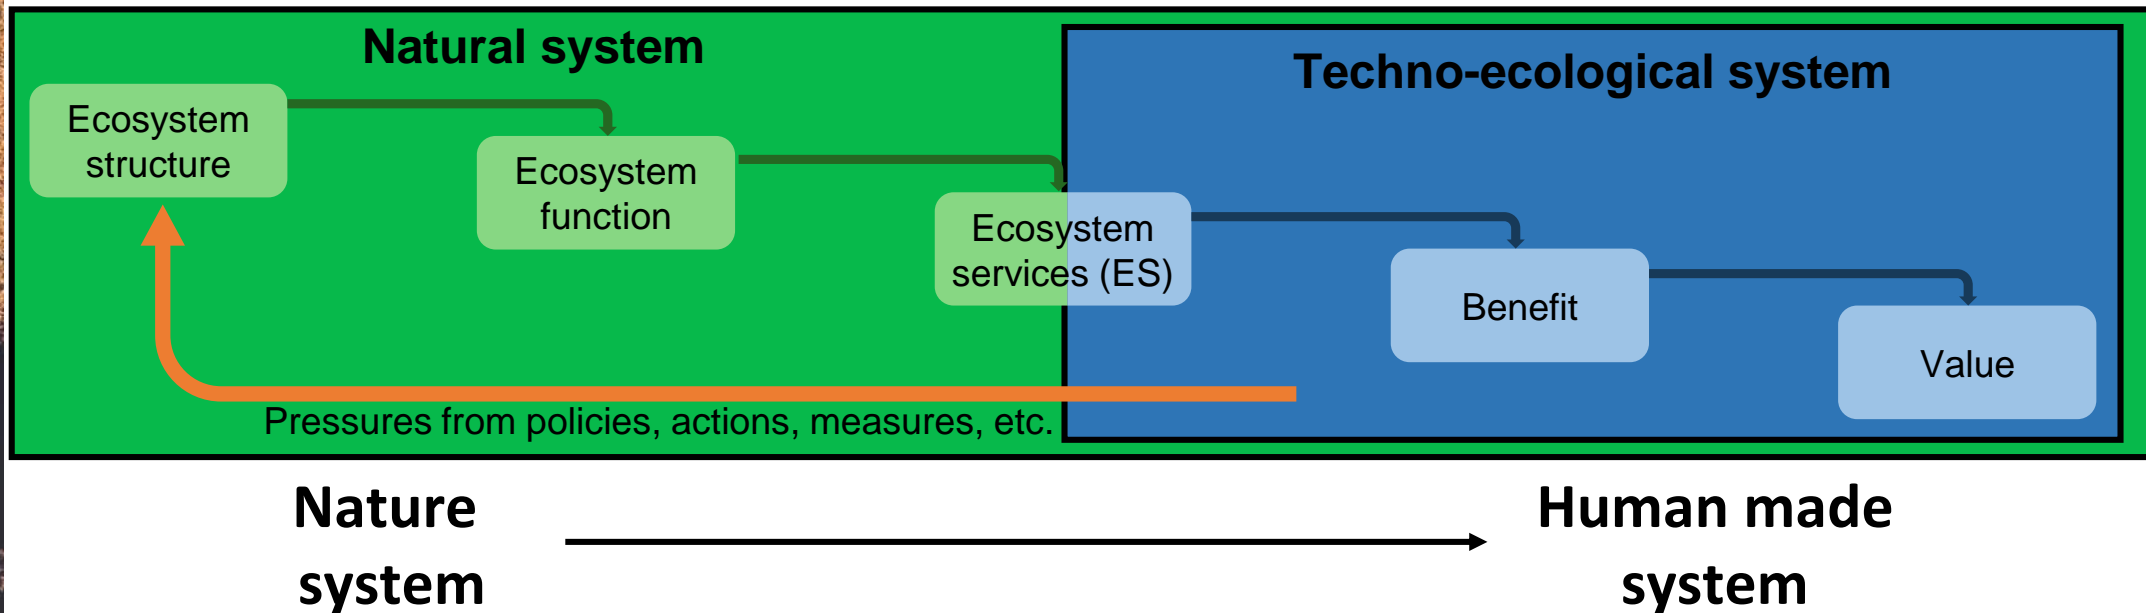 Natural system
Techno-ecological system
Ecosystem
structure
Ecosystem
function
Ecosystem
services (ES)
Benefit
Value
Pressures from policies, actions, measures, etc.
Nature
system
Human made
system